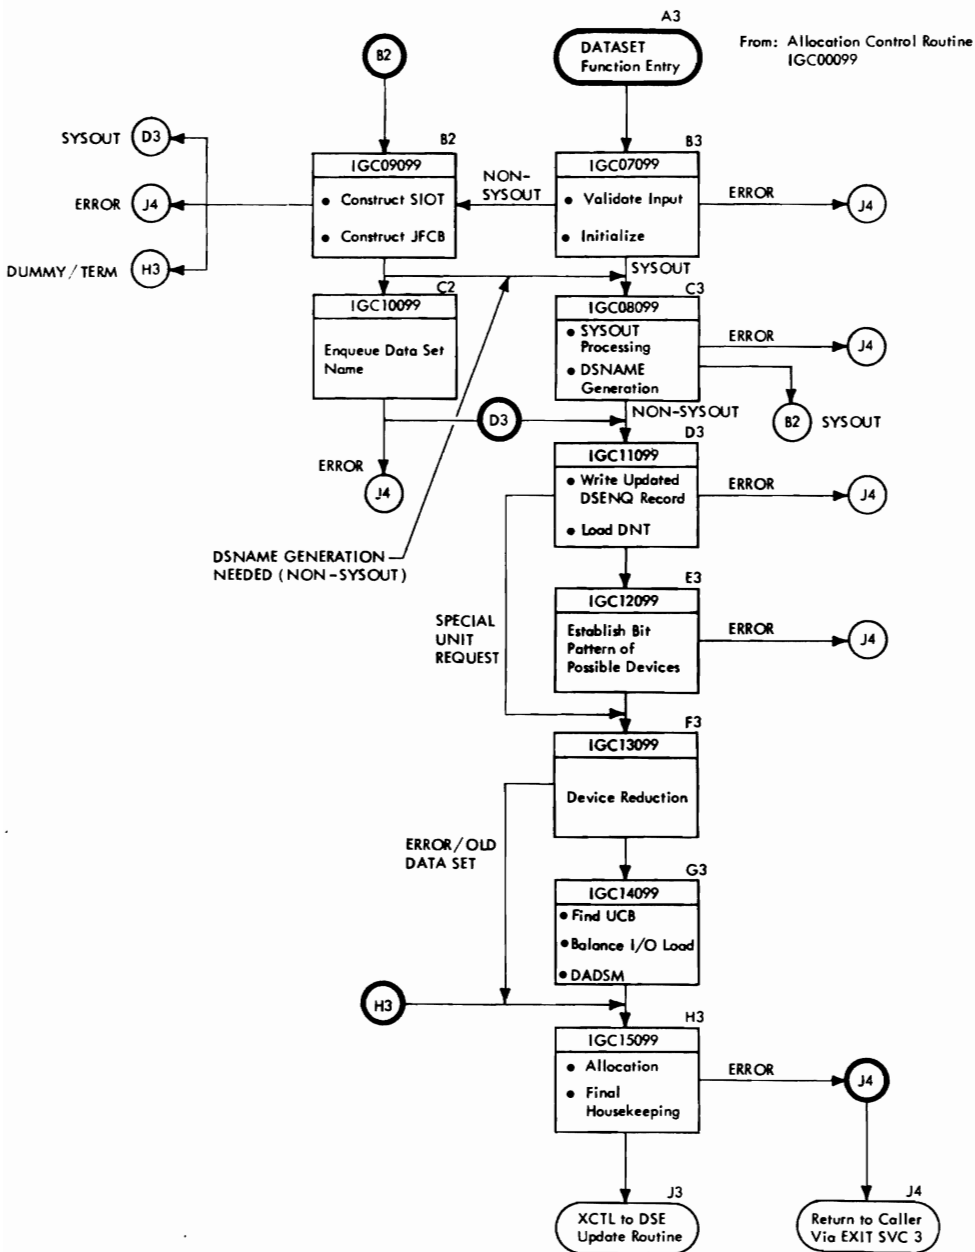 A3
DATASET
Function Entry
From: Allocation Control Routine
IGC00099
B2
SYSOUT
D3
B2
B3
IGC09099
• Construct SIOT
• Construct JFCB
NON-
SYSOUT
IGC07099
• Validate Input
• Initialize
ERROR
J4
ERROR
J4
DUMMY/TERM
H3
SYSOUT
C2
C3
IGC10099
Enqueue Data Set
Name
IGC08099
• SYSOUT
Processing
• DSNAME
Generation
ERROR
J4
B2
SYSOUT
NON-SYSOUT
D3
D3
ERROR
J4
IGC11099
• Write Updated
DSENQ Record
• Load DNT
ERROR
J4
DSNAME GENERATION
NEEDED (NON-SYSOUT)
E3
SPECIAL
UNIT
REQUEST
IGC12099
Establish Bit
Pattern of
Possible Devices
ERROR
J4
F3
IGC13099
Device Reduction
ERROR/OLD
DATA SET
G3
IGC14099
• Find UCB
• Balance I/O Load
• DADSM
H3
H3
IGC15099
• Allocation
• Final
Housekeeping
ERROR
J4
J3
XCTL to DSE
Update Routine
J4
Return to Caller
Via EXIT SVC 3